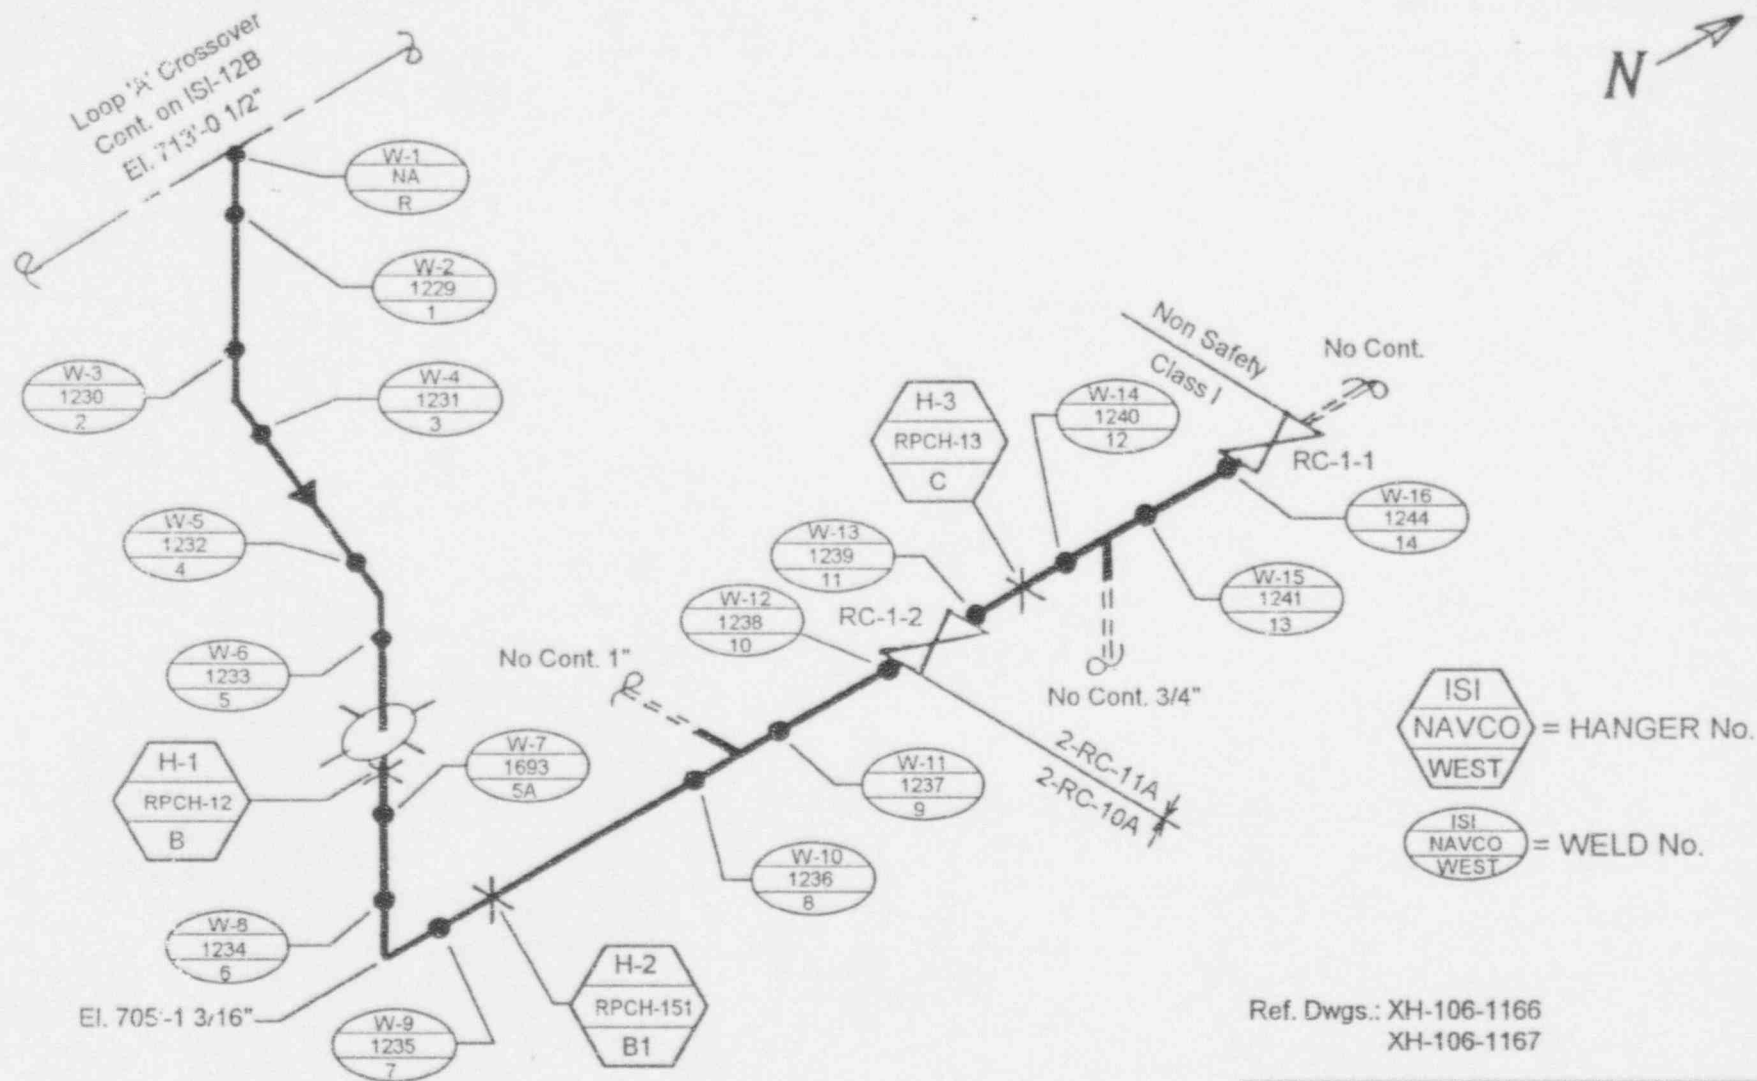 Loop 'A' Crossover
Cont. on ISI-12B
El. 713'-0 1/2"
N
W-1
NA
R
W-2
1229
1
W-3
1230
2
W-4
1231
3
W-5
1232
4
W-6
1233
5
H-1
RPCH-12
B
W-7
1693
5A
W-8
1234
6
El. 705'-1 3/16"
W-9
1235
7
H-2
RPCH-151
B1
W-10
1236
8
No Cont. 1"
W-11
1237
9
W-12
1238
10
RC-1-2
2-RC-11A
2-RC-10A
W-13
1239
11
H-3
RPCH-13
C
W-14
1240
12
No Cont. 3/4"
W-15
1241
13
W-16
1244
14
RC-1-1
Non Safety
Class I
No Cont.
ISI
NAVCO
WEST
= HANGER No.
ISI
NAVCO
WEST
= WELD No.
Ref. Dwgs.: XH-106-1166
XH-106-1167